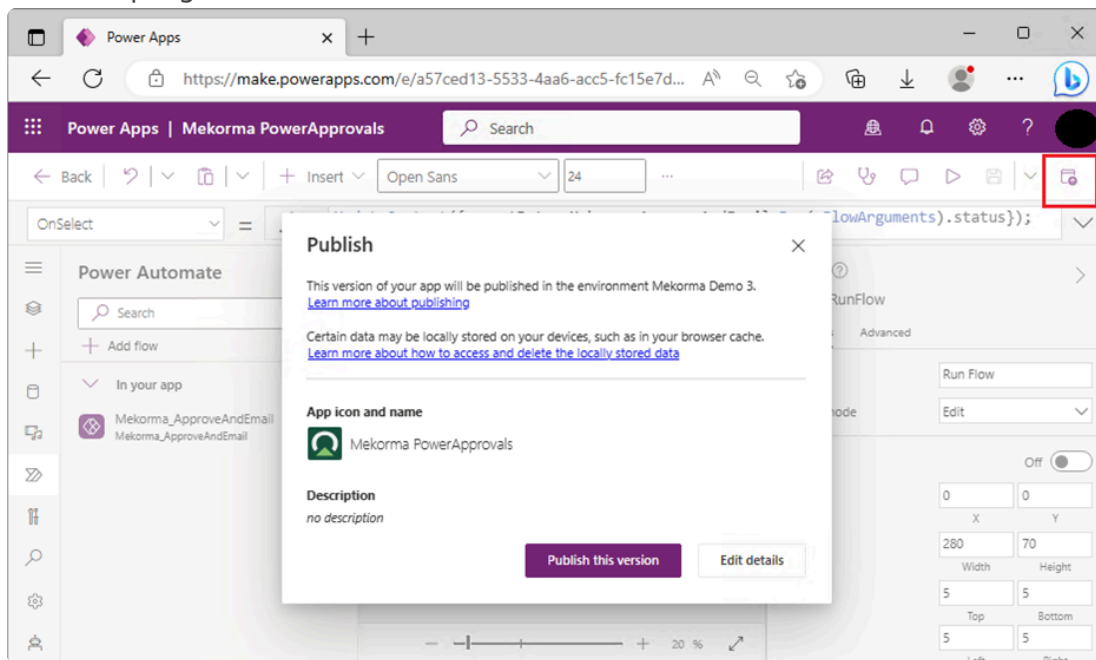 Power Apps
https://make.powerapps.com/e/a57ced13-5533-4aa6-acc5-fc15e7d...
Power Apps | Mekorma PowerApprovals
Search
Back
Insert
Open Sans
24
...
OnSelect
=
FlowArguments).status});
Publish
This version of your app will be published in the environment Mekorma Demo 3.
Learn more about publishing
Certain data may be locally stored on your devices, such as in your browser cache.
Learn more about how to access and delete the locally stored data
App icon and name
Mekorma PowerApprovals
Description
no description
Publish this version
Edit details
Power Automate
Search
Add flow
In your app
Mekorma_ApproveAndEmail
Mekorma_ApproveAndEmail
RunFlow
Advanced
Run Flow
Edit
Off
0 0
X Y
280 70
Width Height
5 5
Top Bottom
5 5
20 %